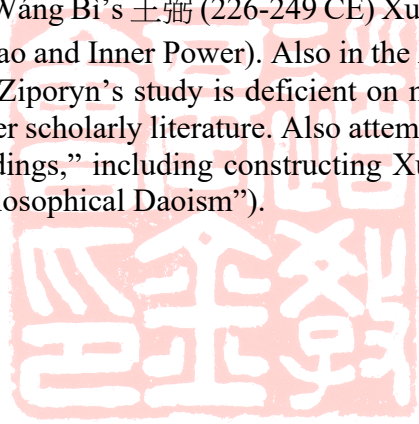 Wáng Bì’s 王弼 (226-249 CE) Xu
ao and Inner Power). Also in the
Ziporyn’s study is deficient on
er scholarly literature. Also attem
dings,” including constructing Xu
losophical Daoism”).